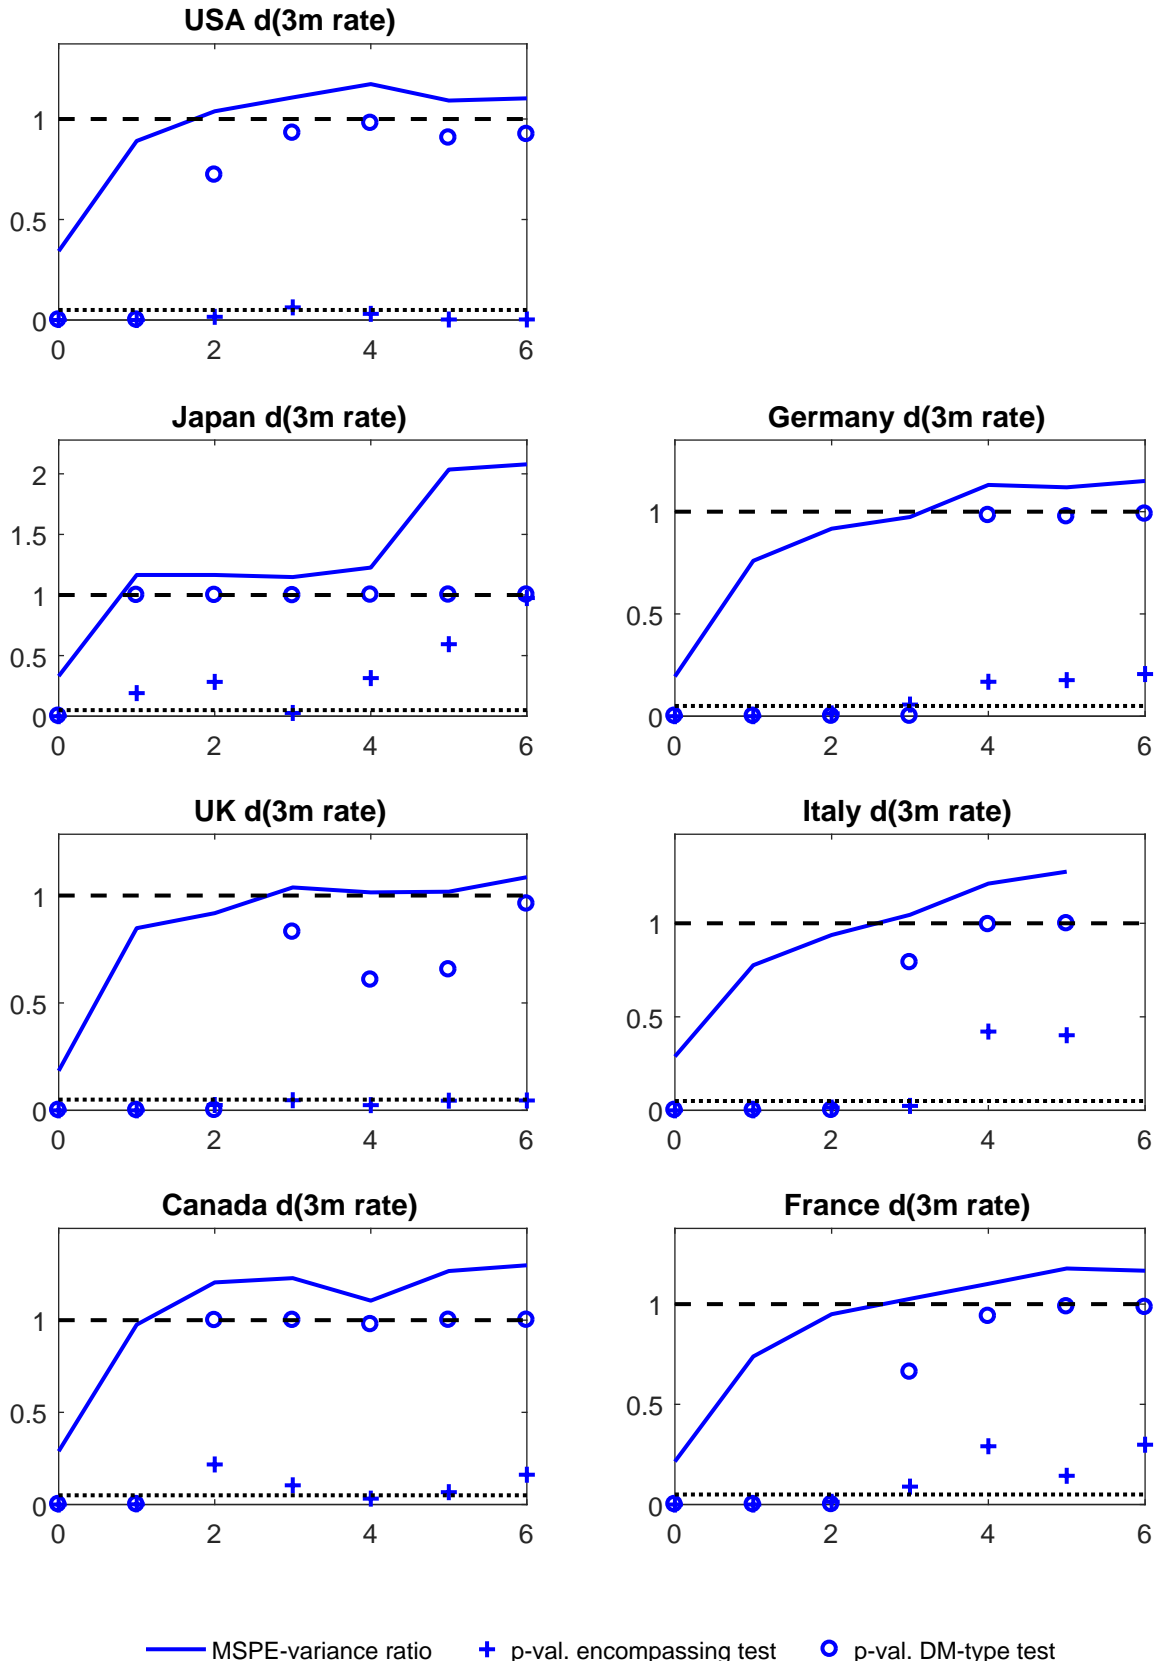 USA d(3m rate)
1
0.5
0
0 2 4 6
Japan d(3m rate)
2
1.5
1
0.5
0
0 2 4 6
Germany d(3m rate)
1
0.5
0
0 2 4 6
UK d(3m rate)
1
0.5
0
0 2 4 6
Italy d(3m rate)
1
0.5
0
0 2 4 6
Canada d(3m rate)
1
0.5
0
0 2 4 6
France d(3m rate)
1
0.5
0
0 2 4 6
MSPE-variance ratio p-val. encompassing test p-val. DM-type test